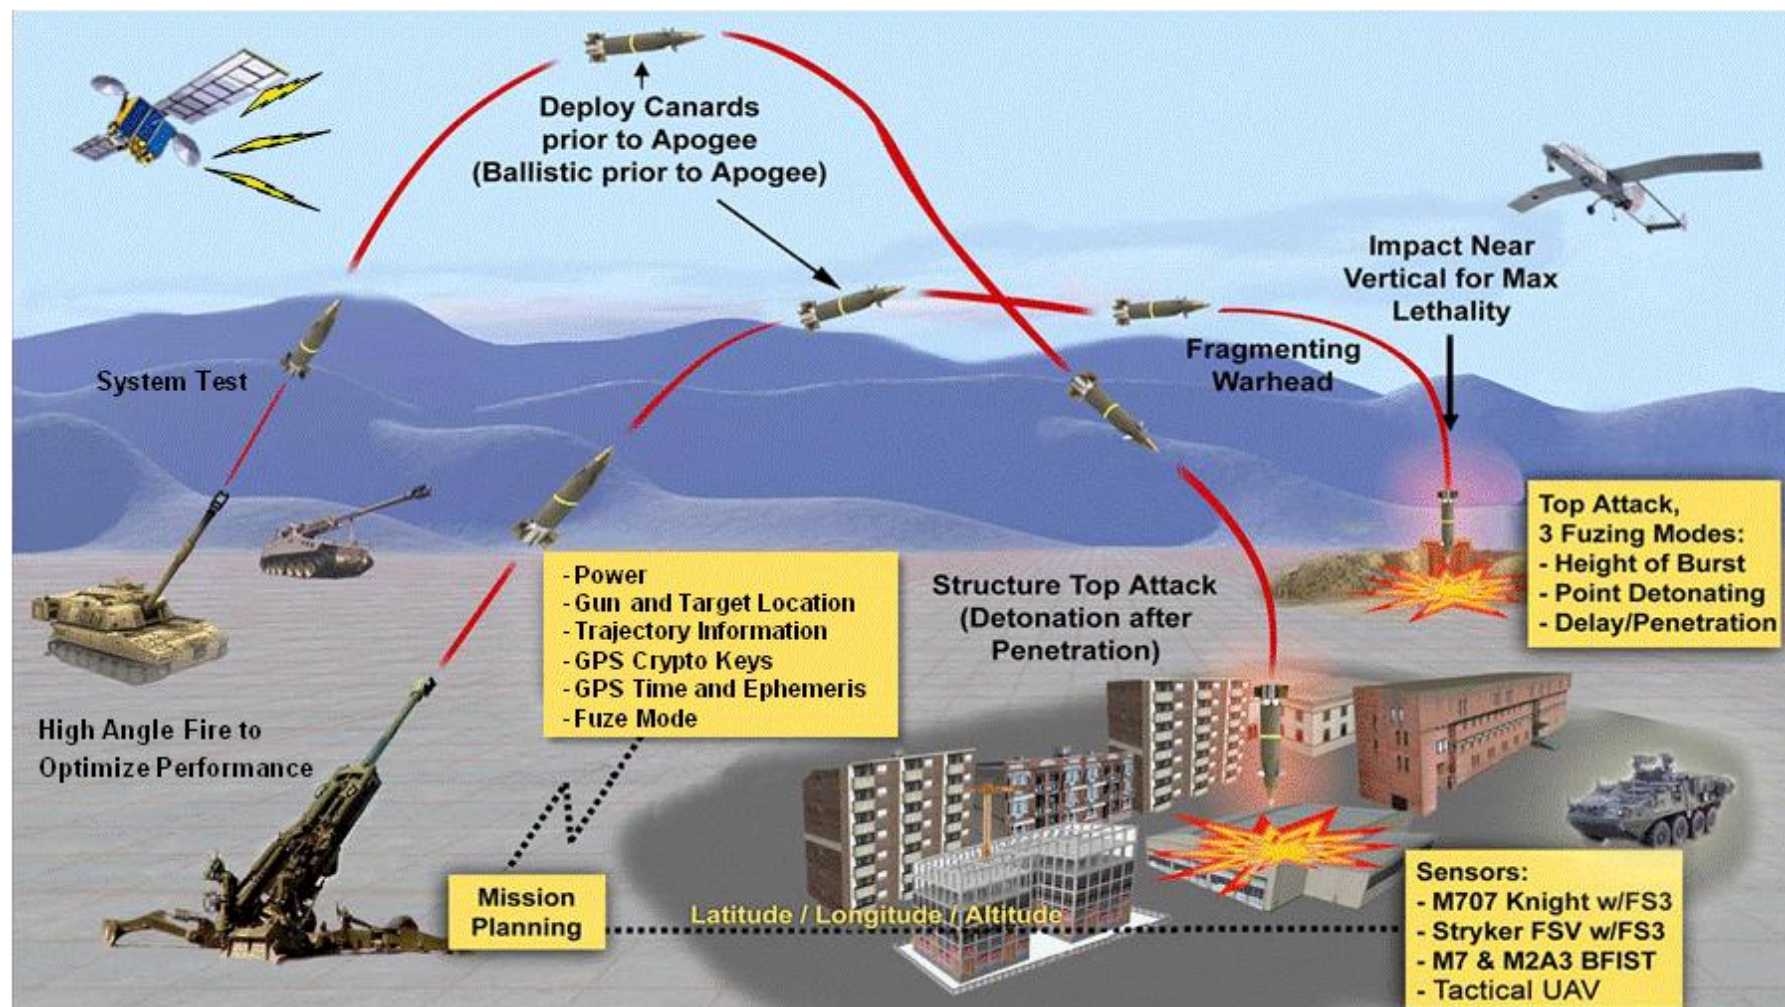 Deploy Canards
prior to Apogee
(Ballistic prior to Apogee)
Impact Near
Vertical for Max
Lethality
Fragmenting
Warhead
System Test
Top Attack,
3 Fuzing Modes:
- Height of Burst
- Point Detonating
- Delay/Penetration
- Power
- Gun and Target Location
- Trajectory Information
- GPS Crypto Keys
- GPS Time and Ephemeris
- Fuze Mode
Structure Top Attack
(Detonation after
Penetration)
High Angle Fire to
Optimize Performance
Mission
Planning
Latitude / Longitude / Altitude
Sensors:
- M707 Knight w/FS3
- Stryker FSV w/FS3
- M7 & M2A3 BFIST
- Tactical UAV